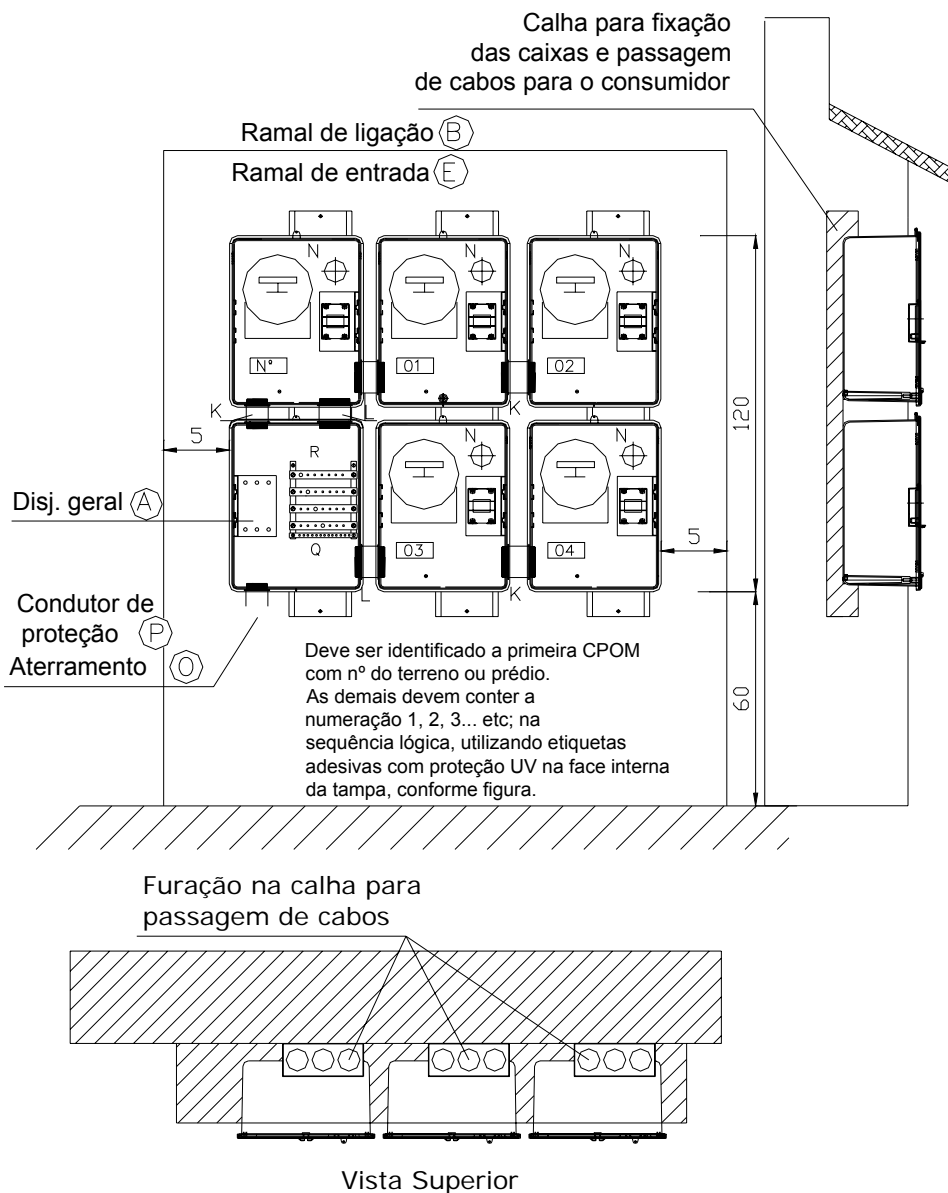 Calha para fixação
das caixas e passagem
de cabos para o consumidor
Ramal de ligação B
Ramal de entrada E
N N N
Nº 01 02
K L K
5
120
R N N
Disj. geral A
5
Q 03 04
L K
Condutor de
proteção P
Aterramento O
60
Deve ser identificado a primeira CPOM
com nº do terreno ou prédio.
As demais devem conter a
numeração 1, 2, 3... etc; na
sequência lógica, utilizando etiquetas
adesivas com proteção UV na face interna
da tampa, conforme figura.
Furação na calha para
passagem de cabos
Vista Superior